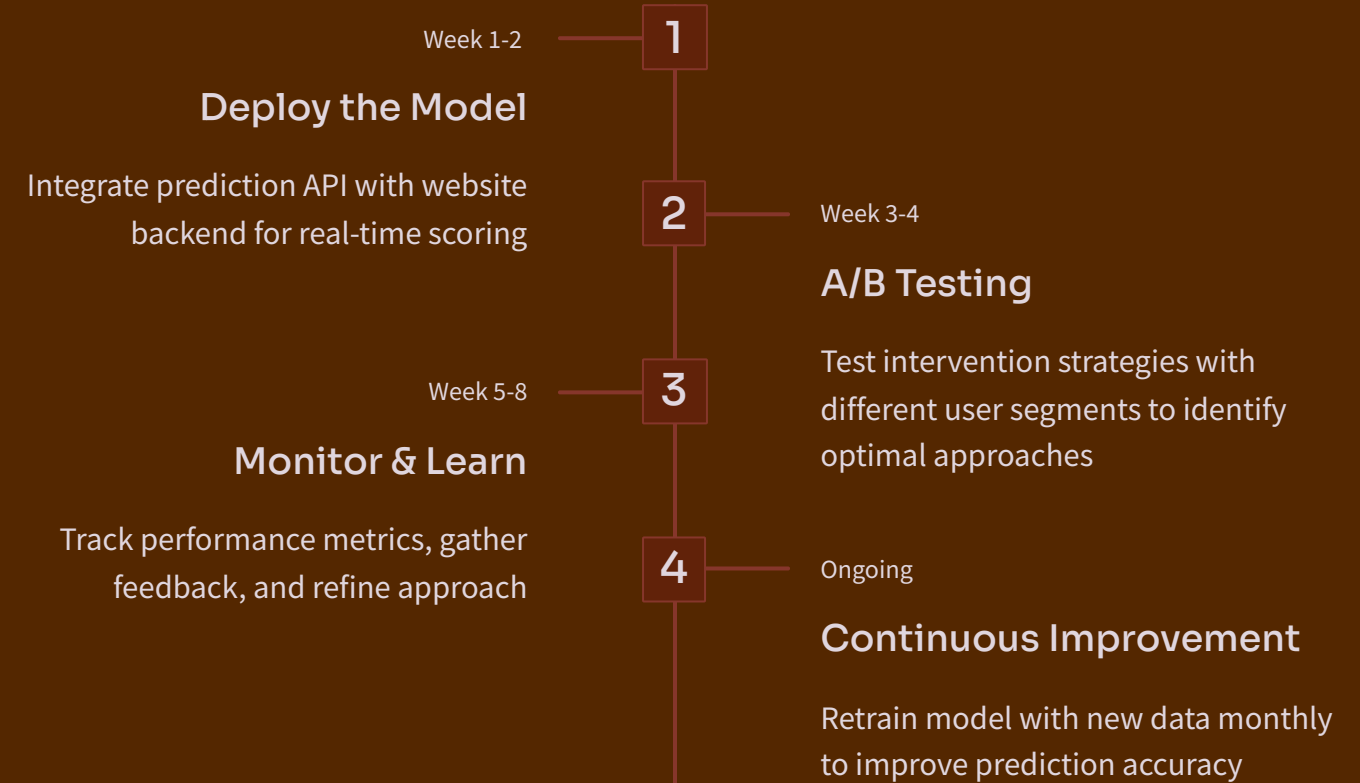 1
Week 1-2
Deploy the Model
Integrate prediction API with website
backend for real-time scoring
2
Week 3-4
A/B Testing
Test intervention strategies with
different user segments to identify
optimal approaches
3
Week 5-8
Monitor & Learn
Track performance metrics, gather
feedback, and refine approach
4
Ongoing
Continuous Improvement
Retrain model with new data monthly
to improve prediction accuracy